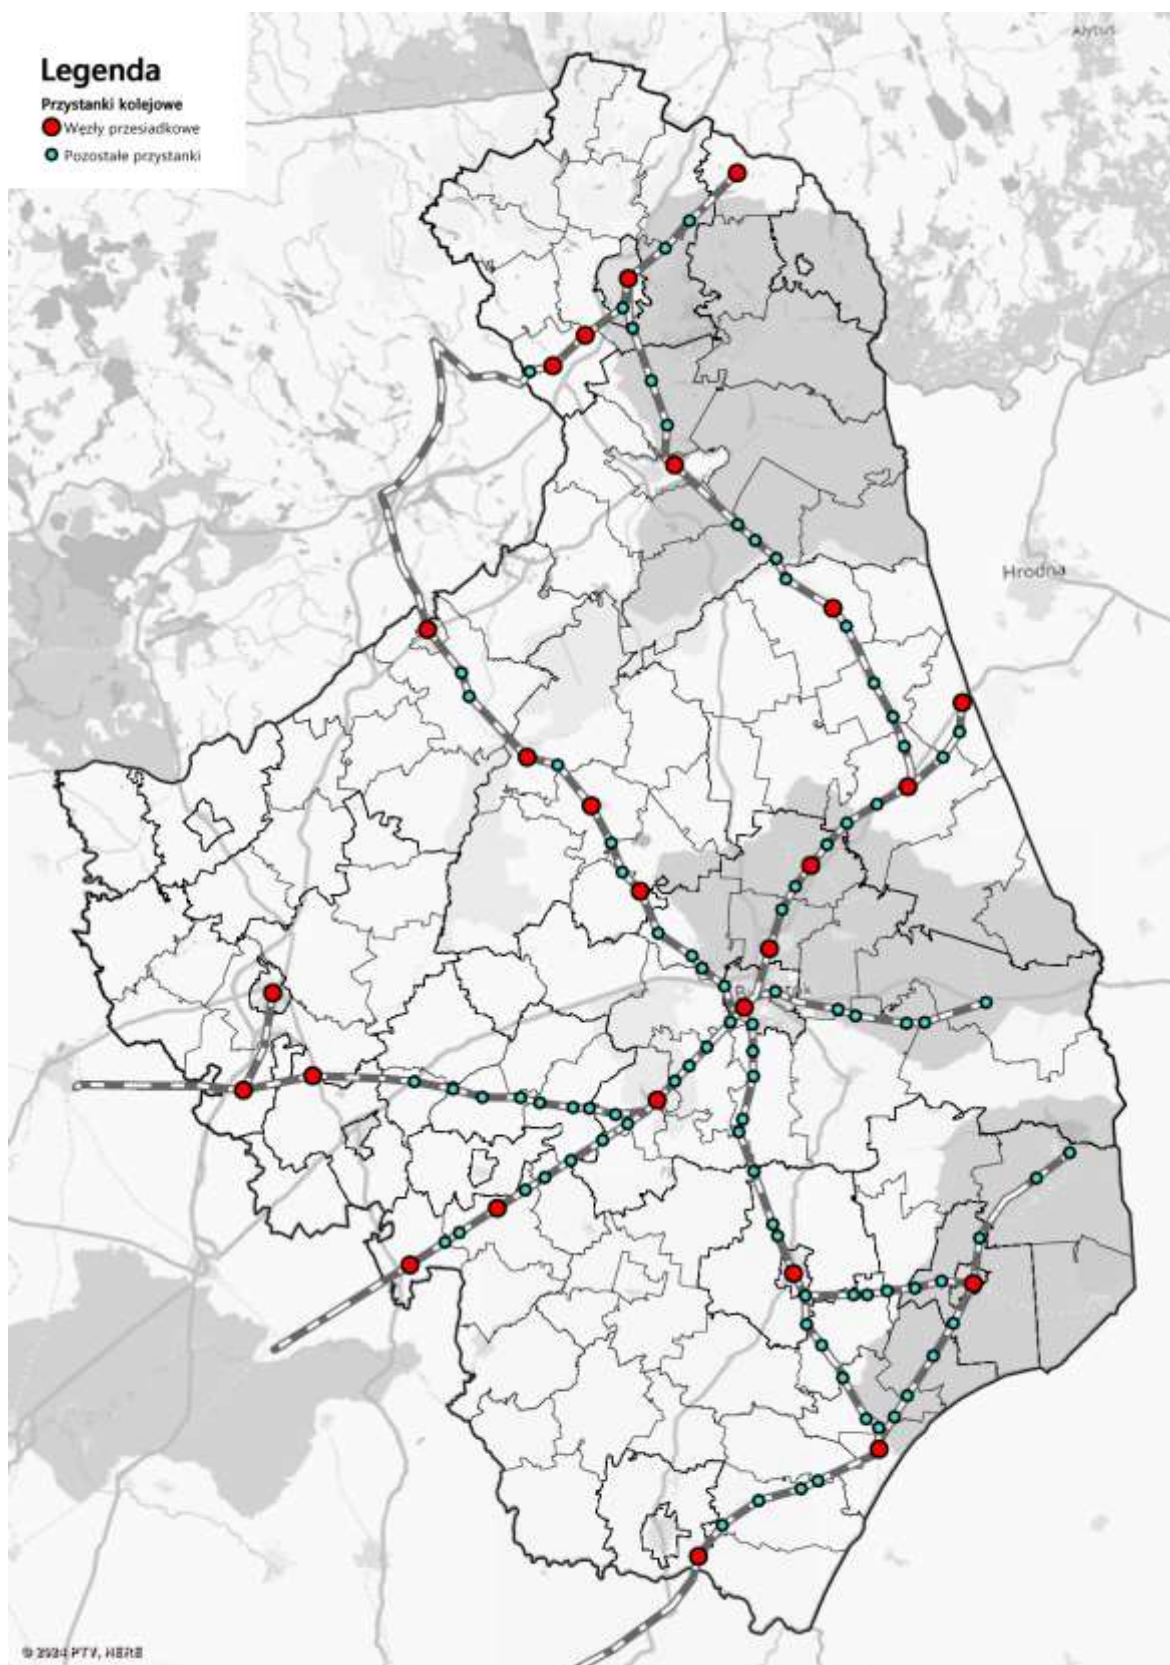 Legenda
Przystanki kolejowe
Węzły przesiadkowe
Pozostałe przystanki
Alytus
Hrodna
© 2024 PTV, HERE